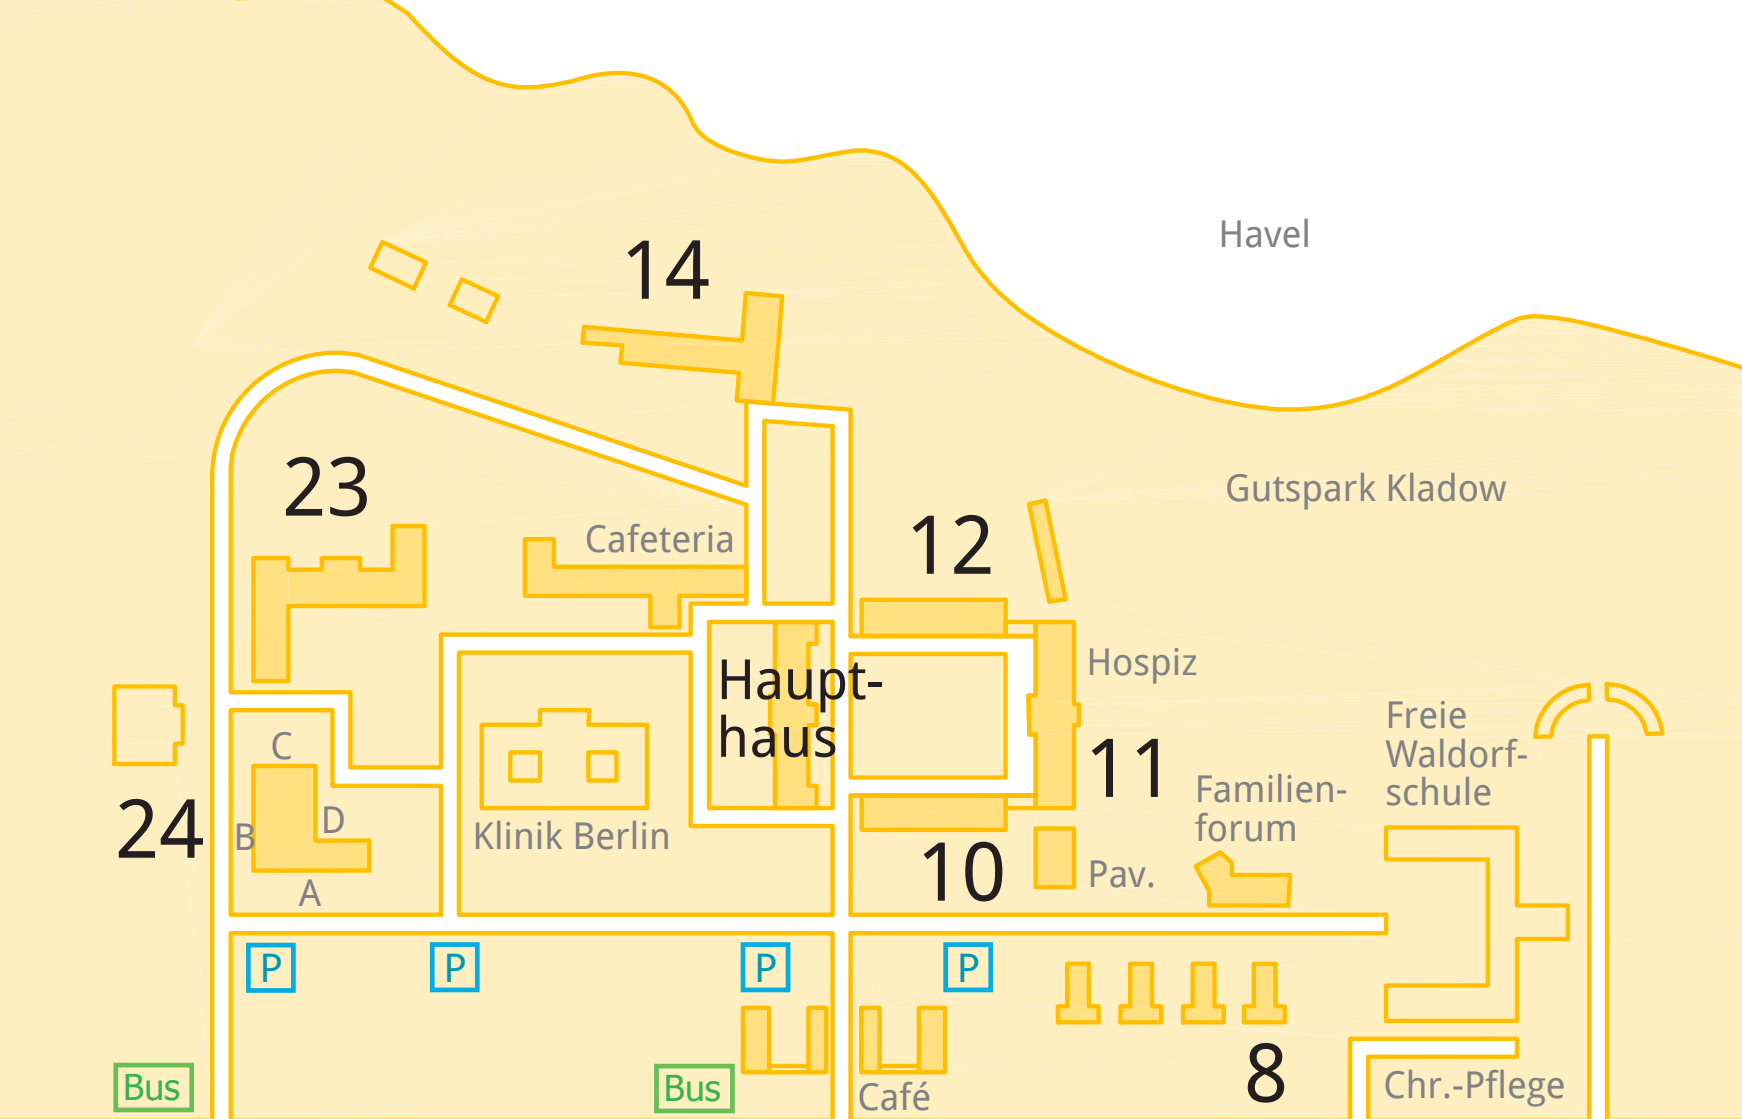 Havel
14
23
Gutspark Kladow
Cafeteria
12
Haupt-
haus
Hospiz
Freie
Waldorf-
schule
11
C
24
B
D
A
Klinik Berlin
Familien-
forum
10
Pav.
P
P
P
P
Bus
Bus
Café
8
Chr.-Pflege